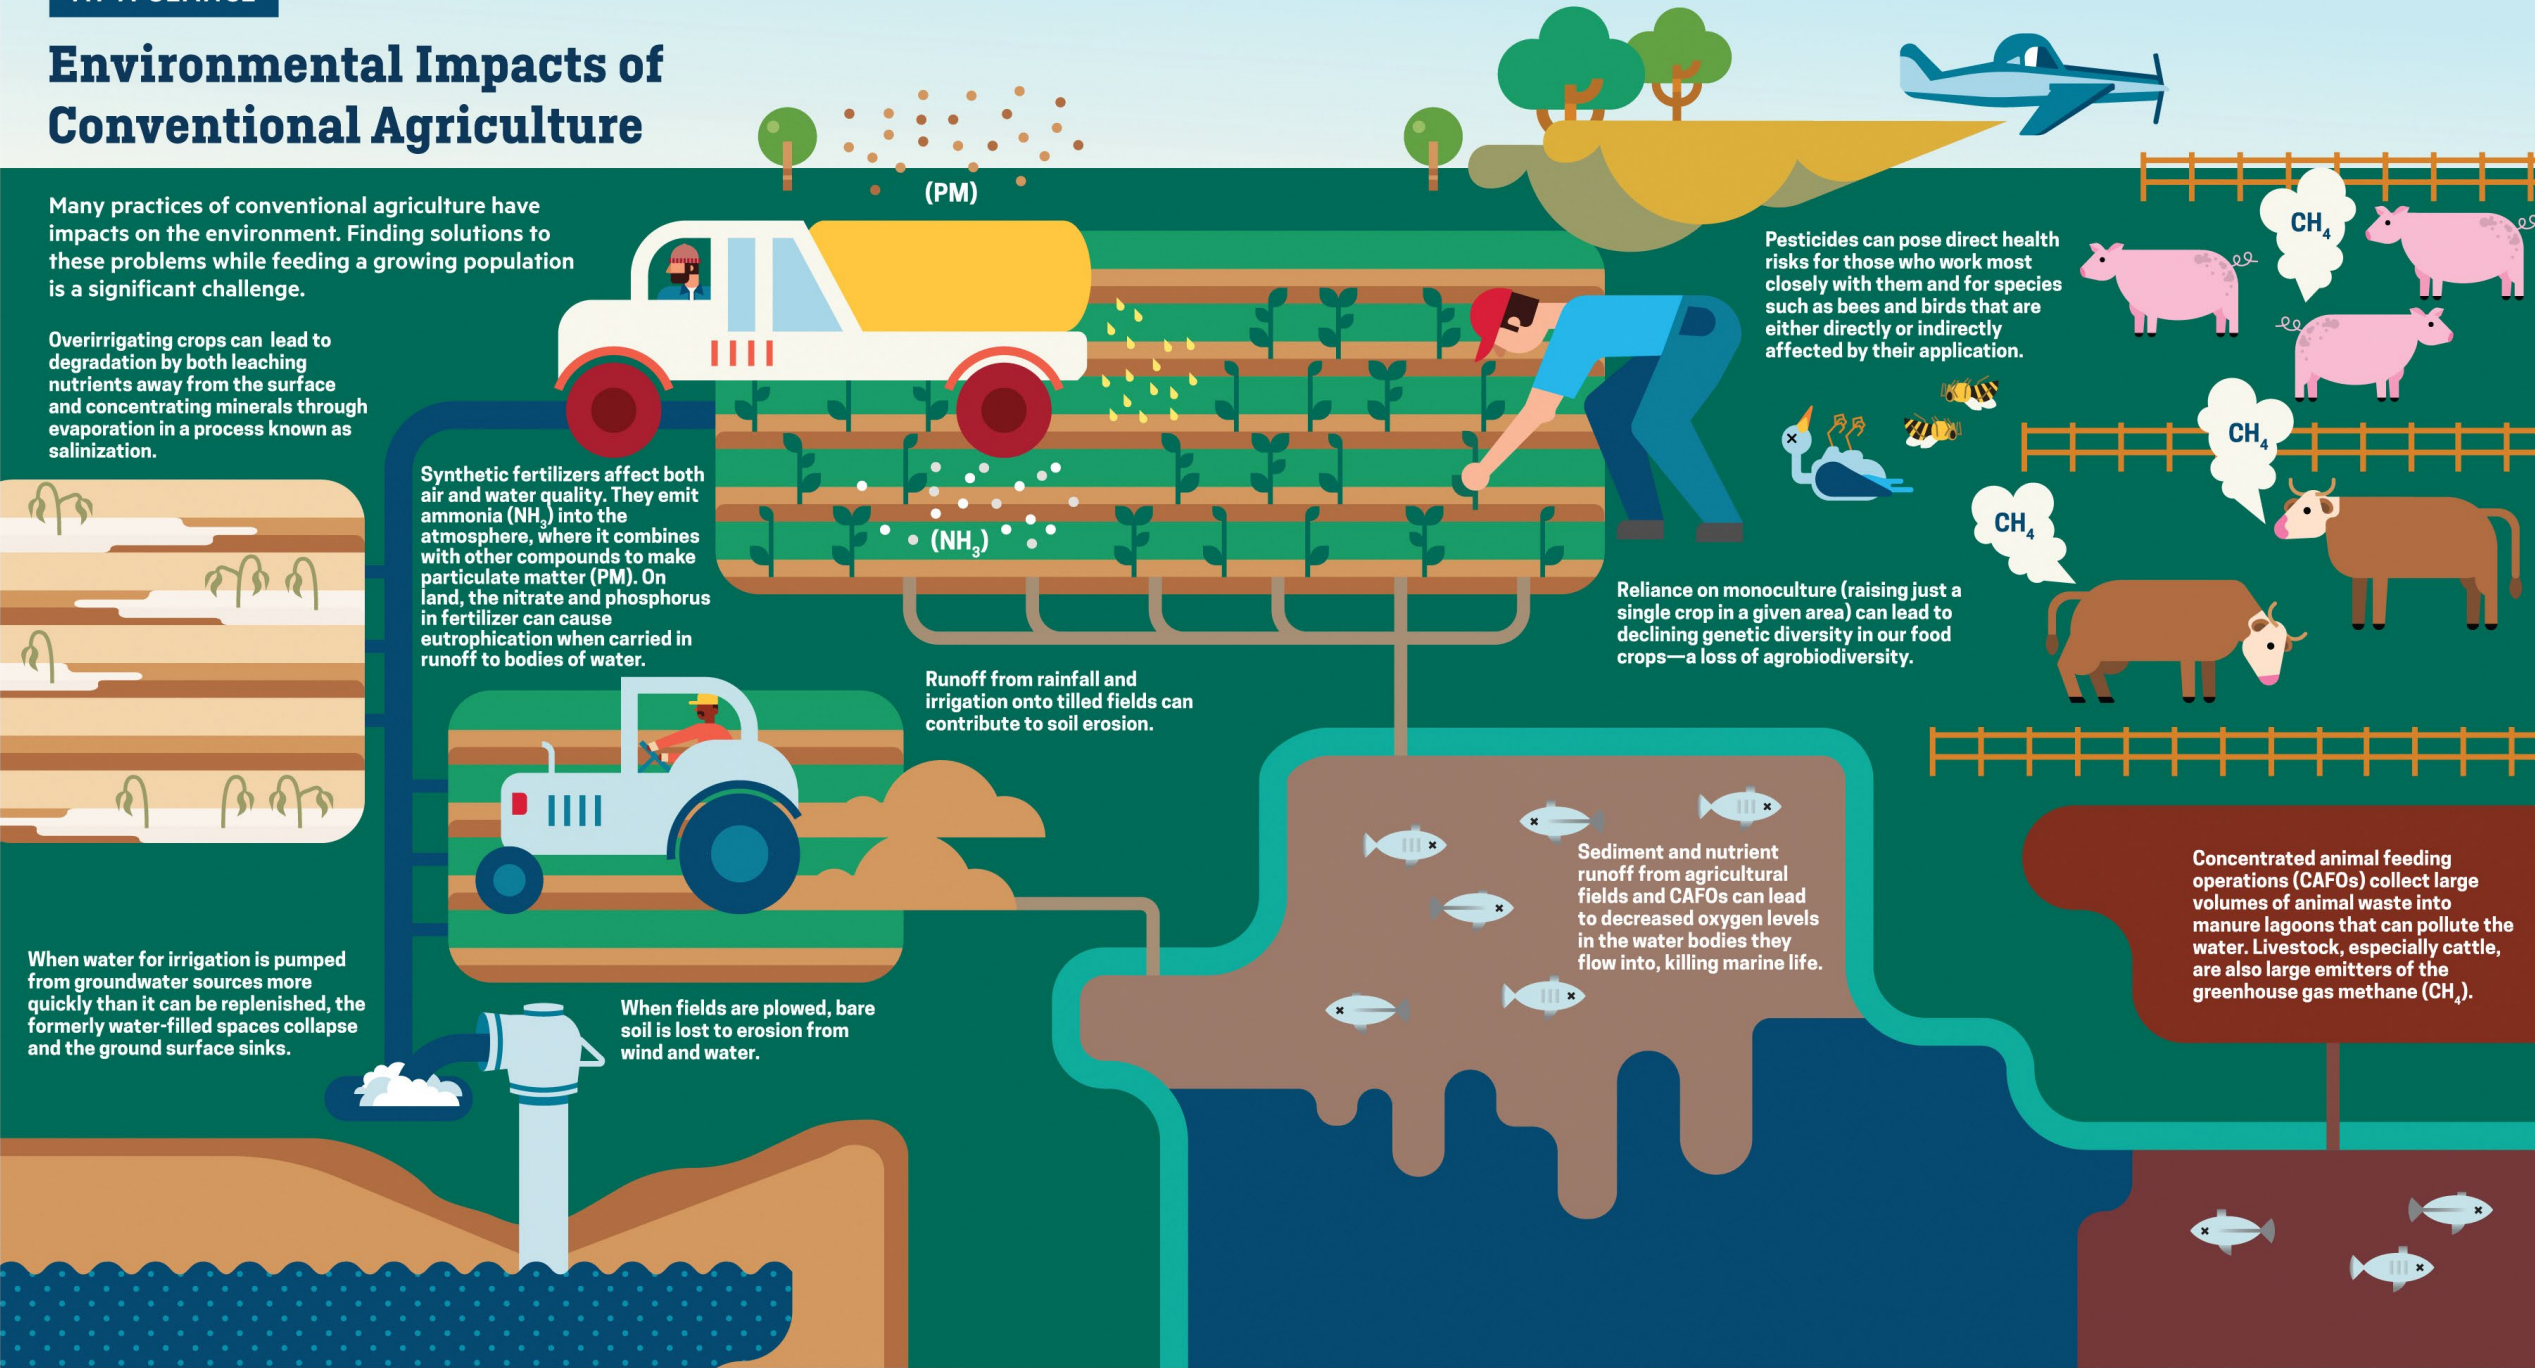 Environmental Impacts of
Conventional Agriculture
Many practices of conventional agriculture have
impacts on the environment. Finding solutions to
these problems while feeding a growing population
is a significant challenge.
Overirrigating crops can lead to
degradation by both leaching
nutrients away from the surface
and concentrating minerals through
evaporation in a process known as
salinization.
Synthetic fertilizers affect both
air and water quality. They emit
ammonia (NH₃) into the
atmosphere, where it combines
with other compounds to make
particulate matter (PM). On
land, the nitrate and phosphorus
in fertilizer can cause
eutrophication when carried in
runoff to bodies of water.
(PM)
(NH₃)
Pesticides can pose direct health
risks for those who work most
closely with them and for species
such as bees and birds that are
either directly or indirectly
affected by their application.
CH₄
CH₄
CH₄
Reliance on monoculture (raising just a
single crop in a given area) can lead to
declining genetic diversity in our food
crops—a loss of agrobiodiversity.
Runoff from rainfall and
irrigation onto tilled fields can
contribute to soil erosion.
Sediment and nutrient
runoff from agricultural
fields and CAFOs can lead
to decreased oxygen levels
in the water bodies they
flow into, killing marine life.
Concentrated animal feeding
operations (CAFOs) collect large
volumes of animal waste into
manure lagoons that can pollute the
water. Livestock, especially cattle,
are also large emitters of the
greenhouse gas methane (CH₄).
When water for irrigation is pumped
from groundwater sources more
quickly than it can be replenished, the
formerly water-filled spaces collapse
and the ground surface sinks.
When fields are plowed, bare
soil is lost to erosion from
wind and water.